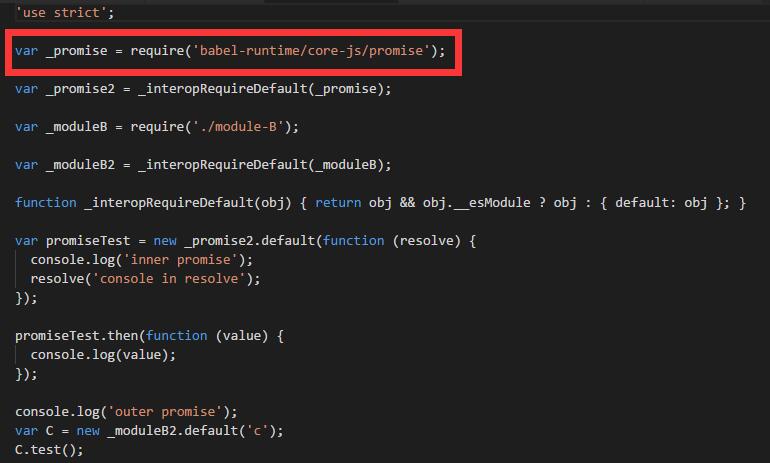 'use strict';
var _promise = require('babel-runtime/core-js/promise');
var _promise2 = _interopRequireDefault(_promise);
var _moduleB = require('./module-B');
var _moduleB2 = _interopRequireDefault(_moduleB);
function _interopRequireDefault(obj) { return obj && obj.__esModule ? obj : { default: obj }; }
var promiseTest = new _promise2.default(function (resolve) {
  console.log('inner promise');
  resolve('console in resolve');
});
promiseTest.then(function (value) {
  console.log(value);
});
console.log('outer promise');
var C = new _moduleB2.default('c');
C.test();